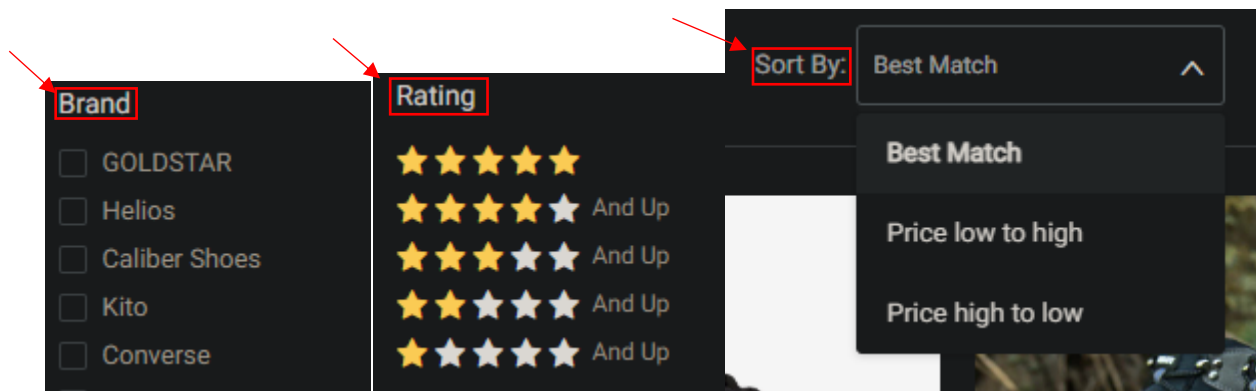 Brand
GOLDSTAR
Helios
Caliber Shoes
Kito
Converse
Rating
And Up
And Up
And Up
And Up
Sort By: Best Match
Best Match
Price low to high
Price high to low